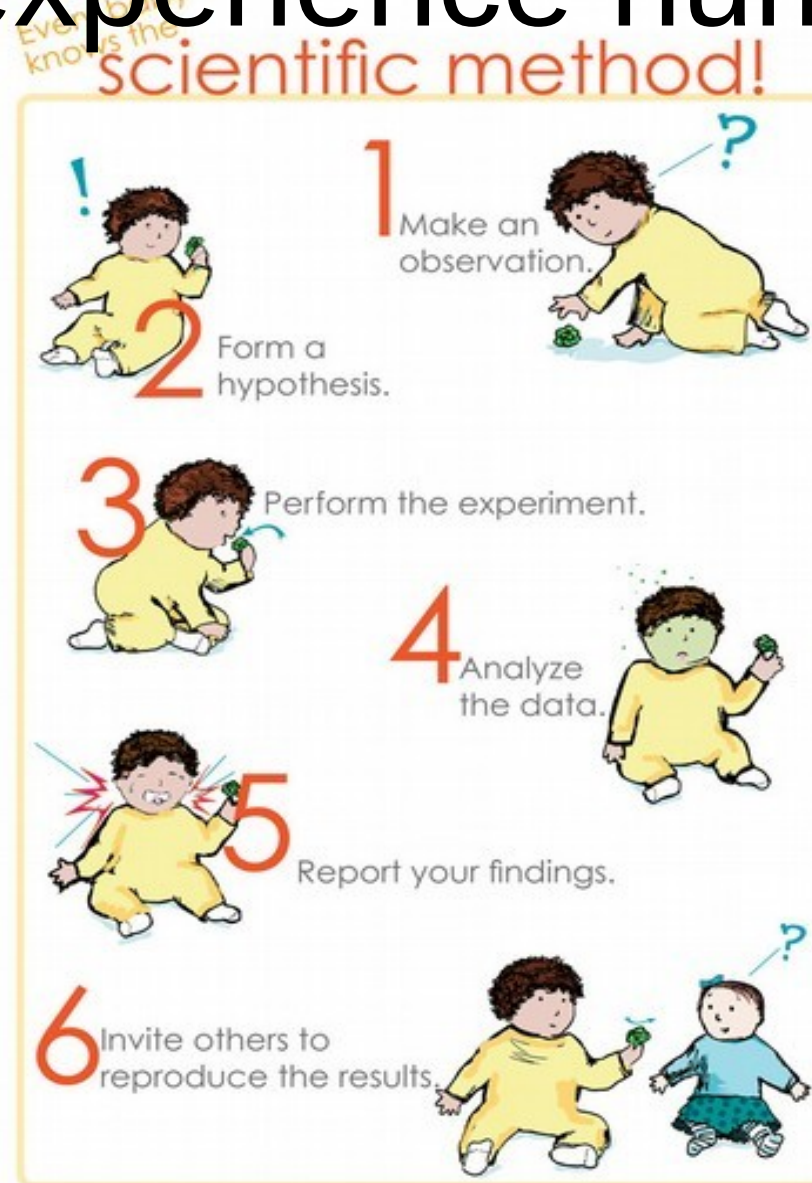 experience
Everybody
knows the
scientific method!
!
?
1
Make an
observation.
2
Form a
hypothesis.
3
Perform the experiment.
4
Analyze
the data.
5
Report your findings.
?
6
Invite others to
reproduce the results.